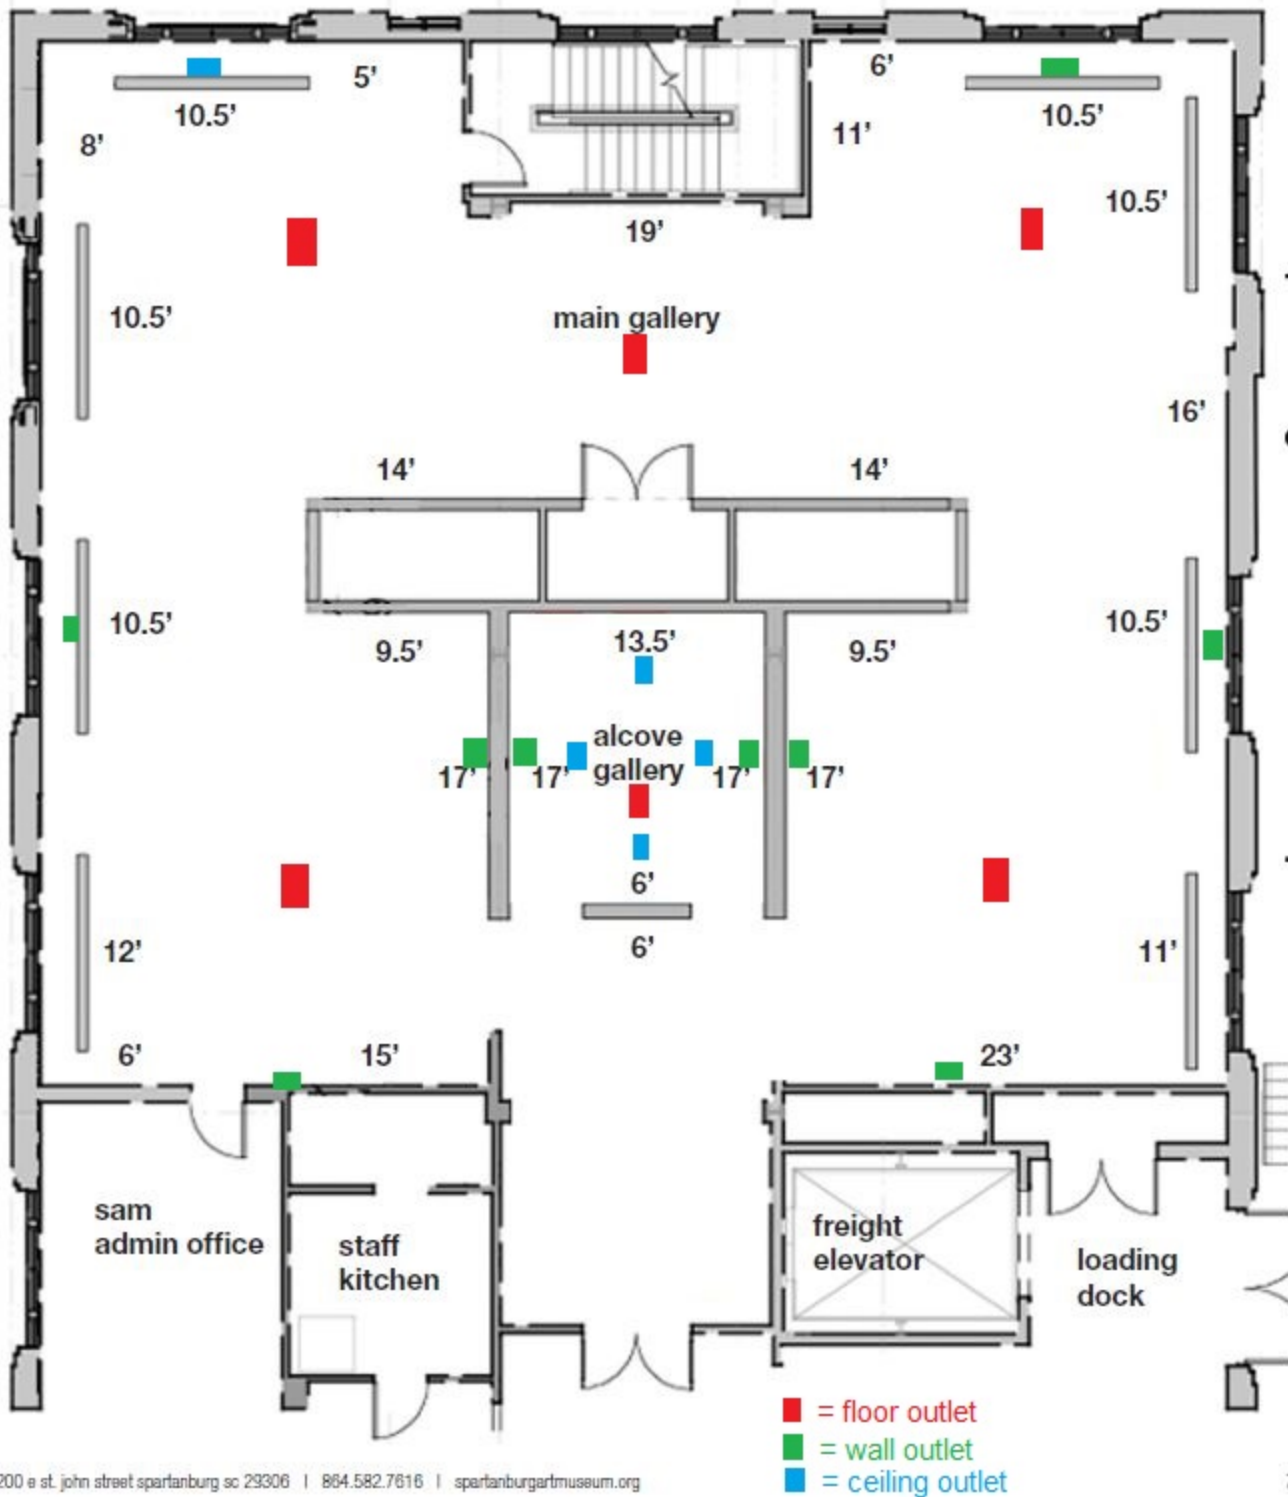 5’
6’
10.5’
10.5’
8’
11’
10.5’
19’
10.5’
main gallery
16’
14’
14’
10.5’
10.5’
9.5’
13.5’
9.5’
alcove
gallery
17’
17’
17’
17’
6’
6’
12’
11’
6’
15’
23’
sam
admin office
staff
kitchen
freight
elevator
loading
dock
= floor outlet
= wall outlet
= ceiling outlet
200 e st. john street spartanburg sc 29306 | 864.582.7616 | spartanburgartmuseum.org